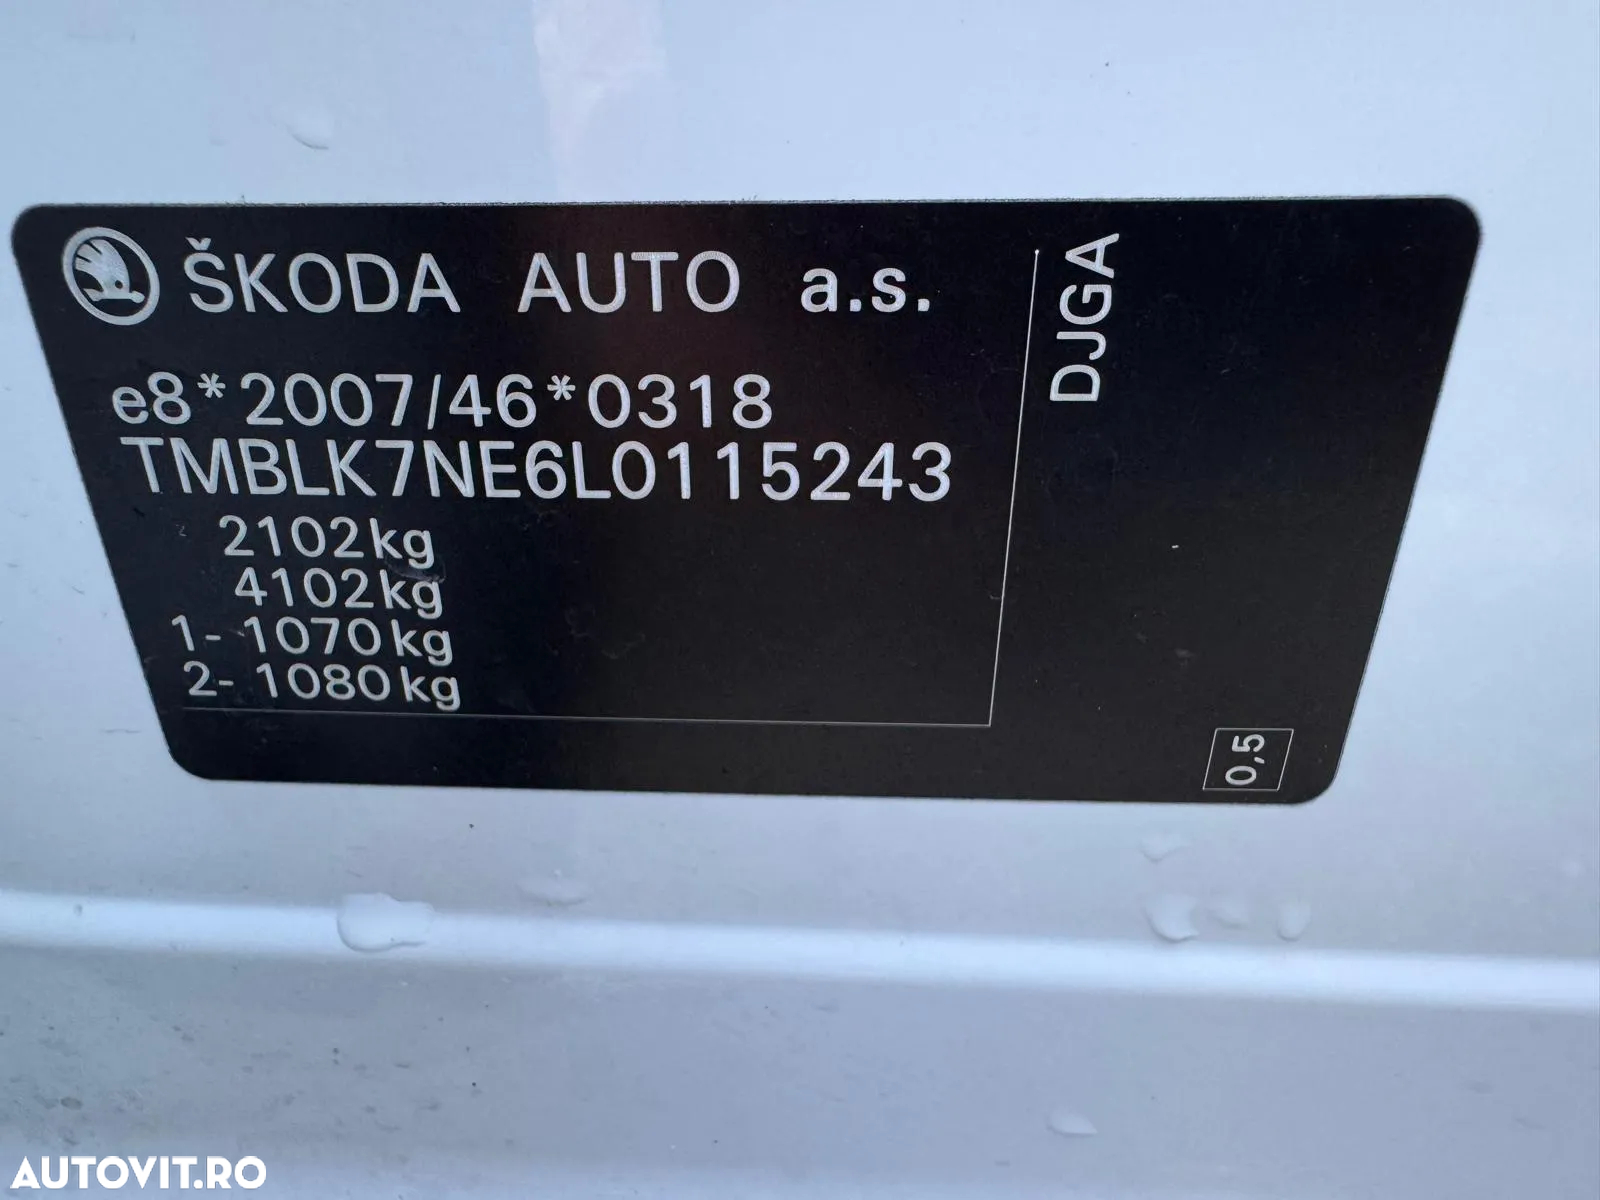 ŠKODA AUTO a.s.
e8*2007/46*0318
TMBLK7NE6L0115243
2102kg
4102kg
1- 1070kg
2- 1080kg
DJGA
0,5
AUTOVIT.RO